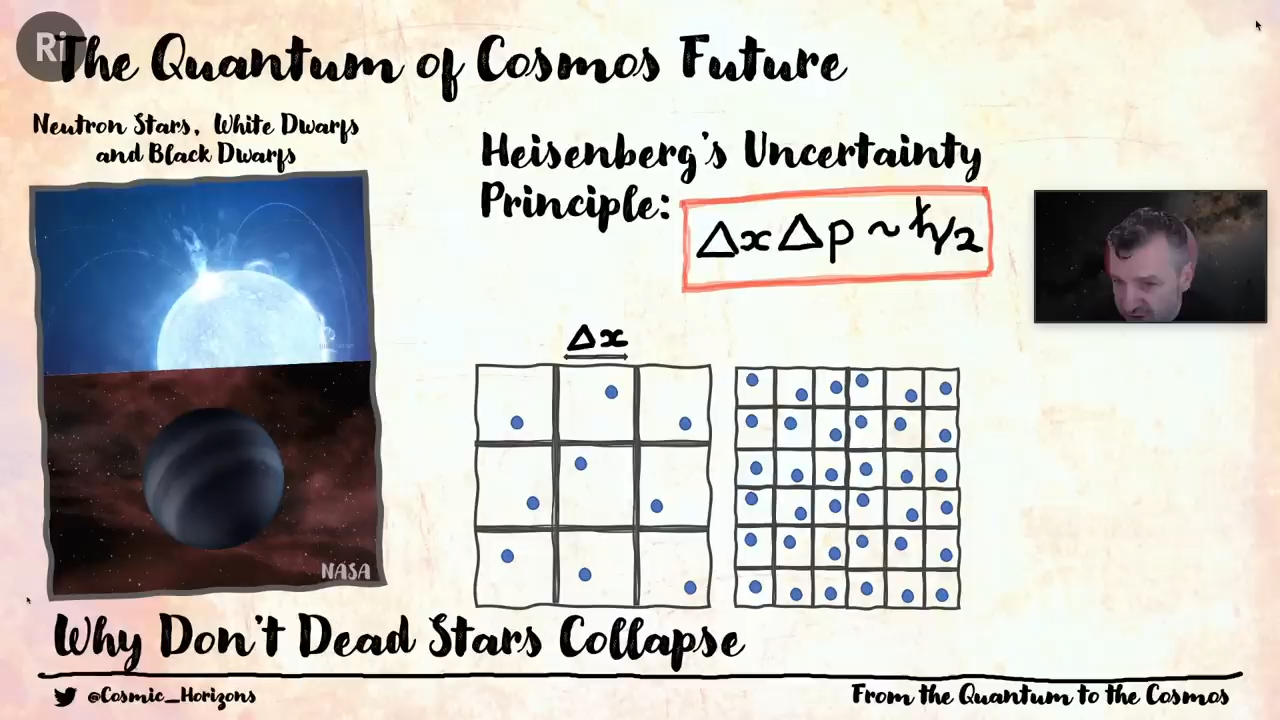 Ri
The Quantum of Cosmos Future
Neutron Stars, White Dwarfs
and Black Dwarfs
Heisenberg's Uncertainty
Principle:
Δx Δp ~ ħ/2
Δx
NASA
Why Don't Dead Stars Collapse
@Cosmic_Horizons
From the Quantum to the Cosmos